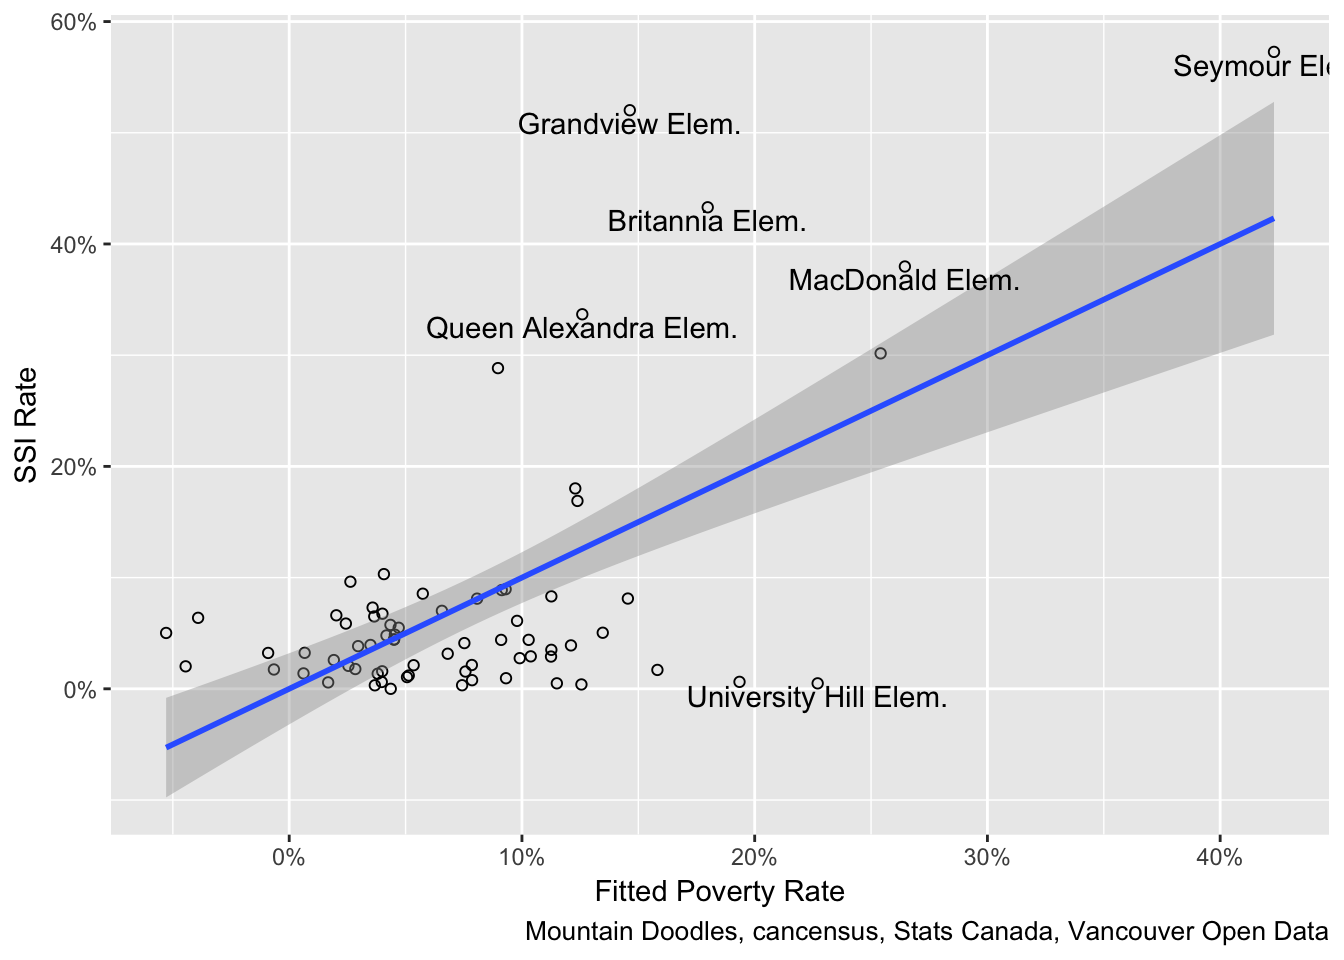 60%
Seymour Ele
Grandview Elem.
Britannia Elem.
40%
MacDonald Elem.
Queen Alexandra Elem.
SSI Rate
20%
0%
University Hill Elem.
0%
10%
20%
30%
40%
Fitted Poverty Rate
Mountain Doodles, cancensus, Stats Canada, Vancouver Open Data